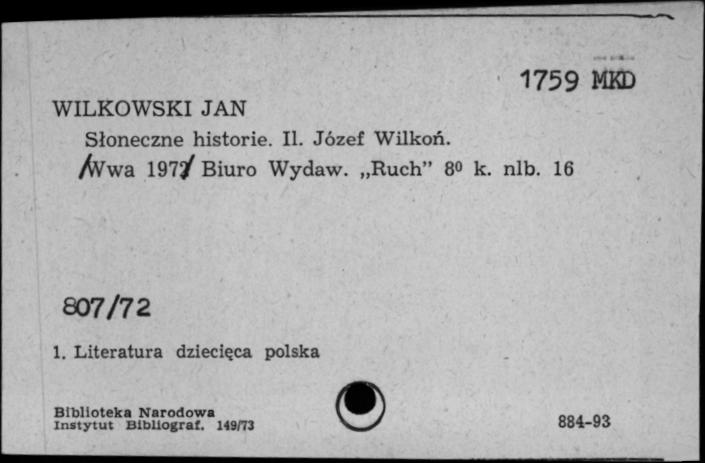 1759 MKD
WILKOWSKI JAN
Słoneczne historie. Il. Józef Wilkoń.
/Wwa 1972/ Biuro Wydaw. „Ruch” 8⁰ k. nlb. 16
807/72
1. Literatura dziecięca polska
Biblioteka Narodowa
Instytut Bibliograf. 149/73
884-93